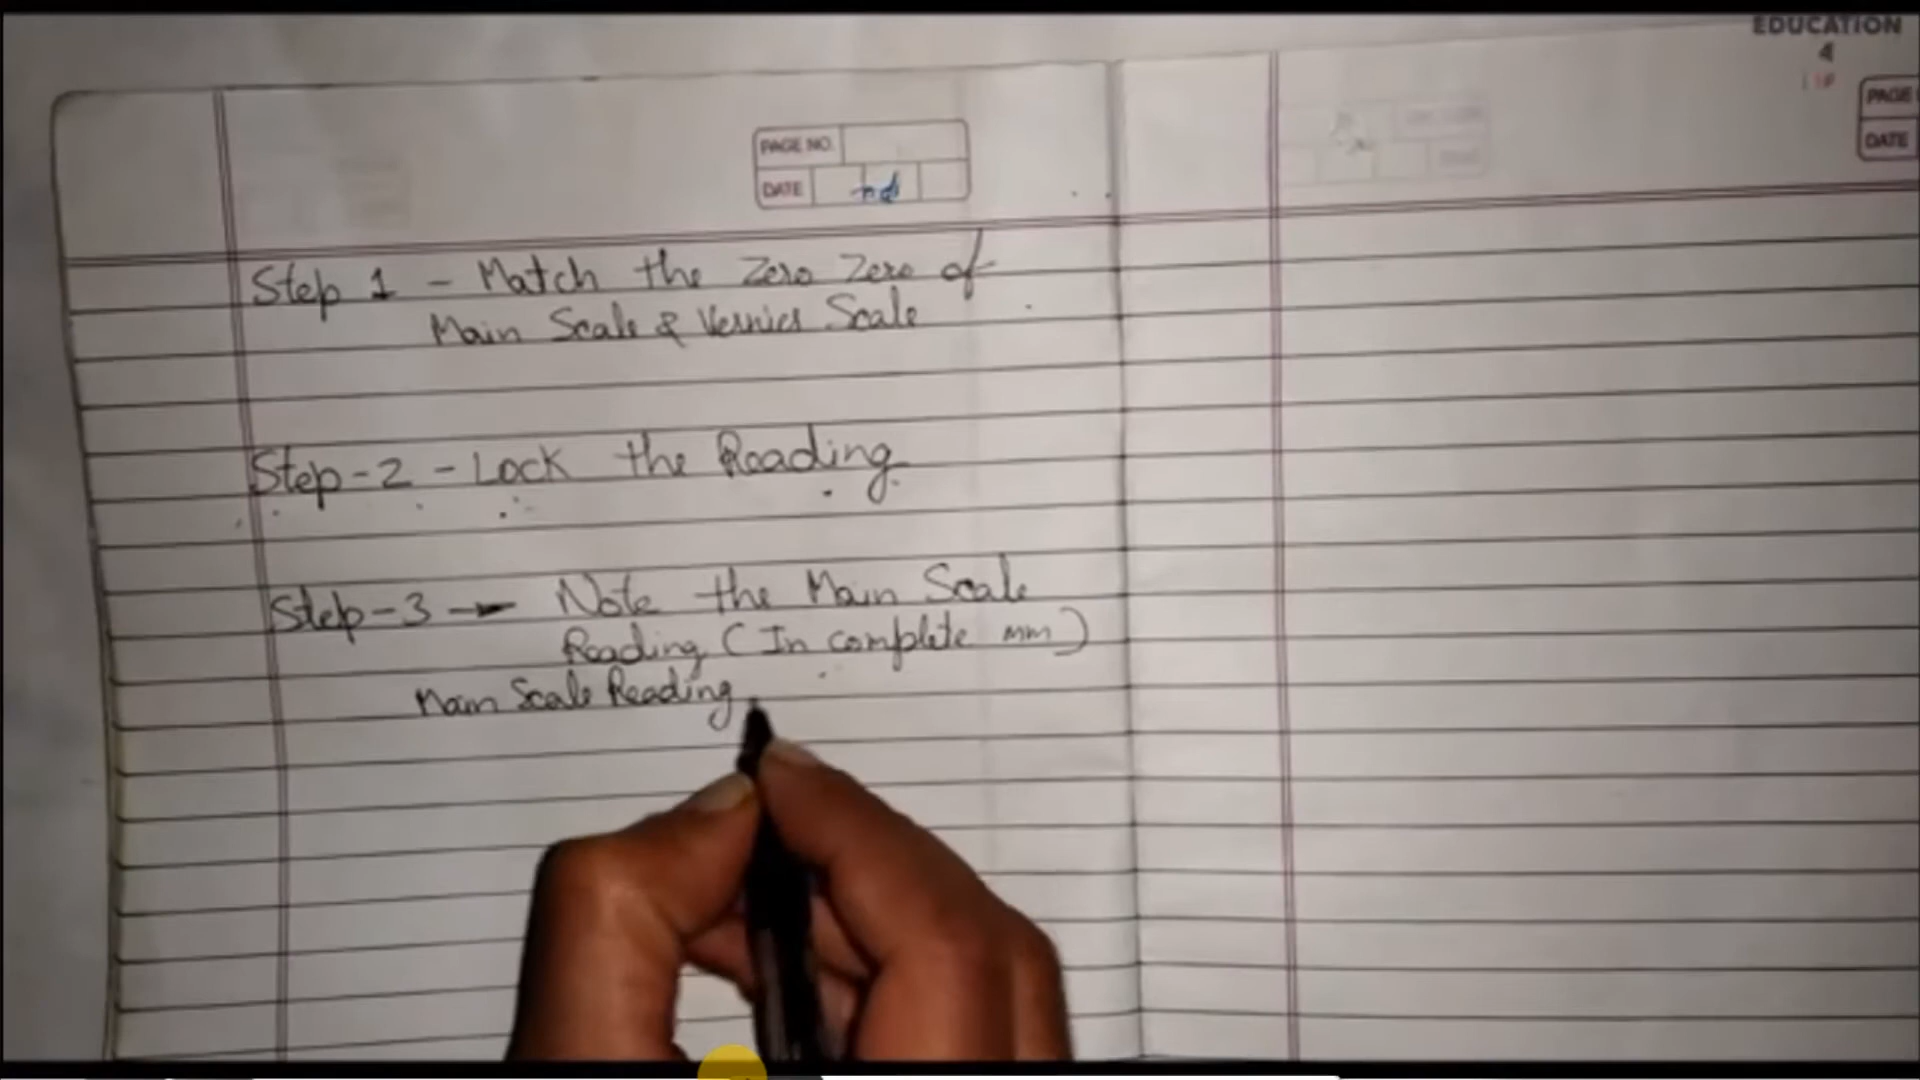 EDUCATION
4
PAGE NO.
DATE
PAGE
DATE
Step 1 - Match the Zero Zero of
Main Scale & Vernier Scale
Step-2 - Lock the Reading
Step-3 - Note the Main Scale
Reading (In complete mm)
Main Scale Reading